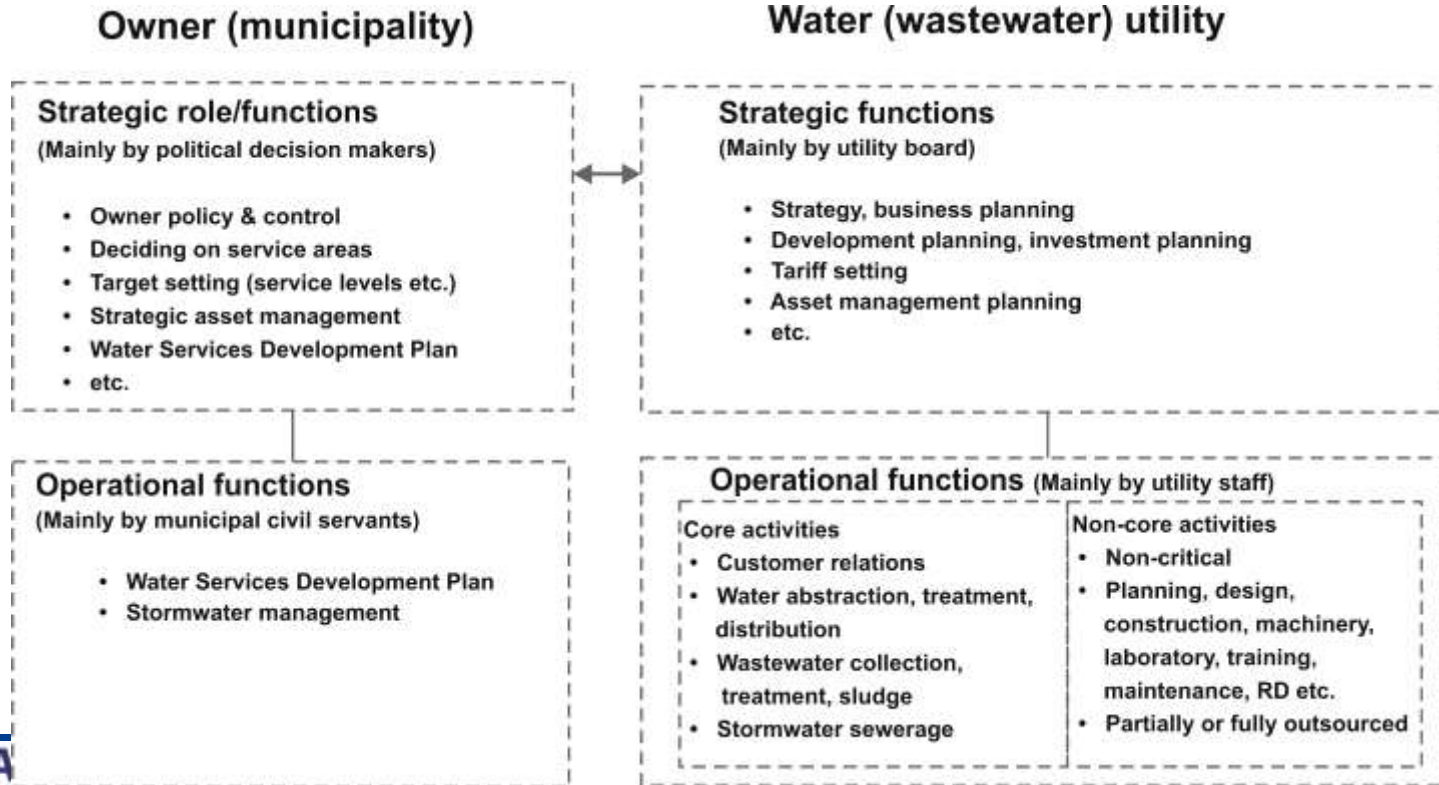 Owner (municipality)
Strategic role/functions
(Mainly by political decision makers)
• Owner policy & control
• Deciding on service areas
• Target setting (service levels etc.)
• Strategic asset management
• Water Services Development Plan
• etc.
Operational functions
(Mainly by municipal civil servants)
• Water Services Development Plan
• Stormwater management
Water (wastewater) utility
Strategic functions
(Mainly by utility board)
• Strategy, business planning
• Development planning, investment planning
• Tariff setting
• Asset management planning
• etc.
Operational functions (Mainly by utility staff)
Core activities
• Customer relations
• Water abstraction, treatment,
distribution
• Wastewater collection,
treatment, sludge
• Stormwater sewerage
Non-core activities
• Non-critical
• Planning, design,
construction, machinery,
laboratory, training,
maintenance, RD etc.
• Partially or fully outsourced